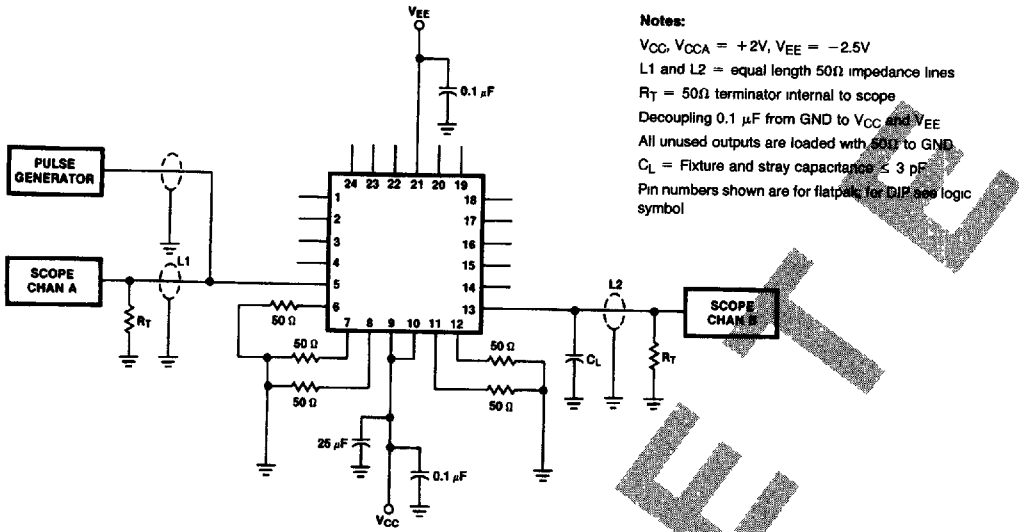 VEE
0.1 μF
Notes:
VCC, VCCA = +2V, VEE = −2.5V
L1 and L2 = equal length 50Ω impedance lines
RT = 50Ω terminator internal to scope
Decoupling 0.1 μF from GND to VCC and VEE
All unused outputs are loaded with 50Ω to GND
CL = Fixture and stray capacitance ≤ 3 pF
Pin numbers shown are for flatpak; for DIP see logic
symbol
PULSE
GENERATOR
SCOPE
CHAN A
L1
RT
24 23 22 21 20 19
1
2
3
4
5
6
18
17
16
15
14
13
7 8 9 10 11 12
50 Ω
50 Ω
50 Ω
50 Ω
50 Ω
25 μF
0.1 μF
VCC
CL
L2
RT
SCOPE
CHAN B
E T E